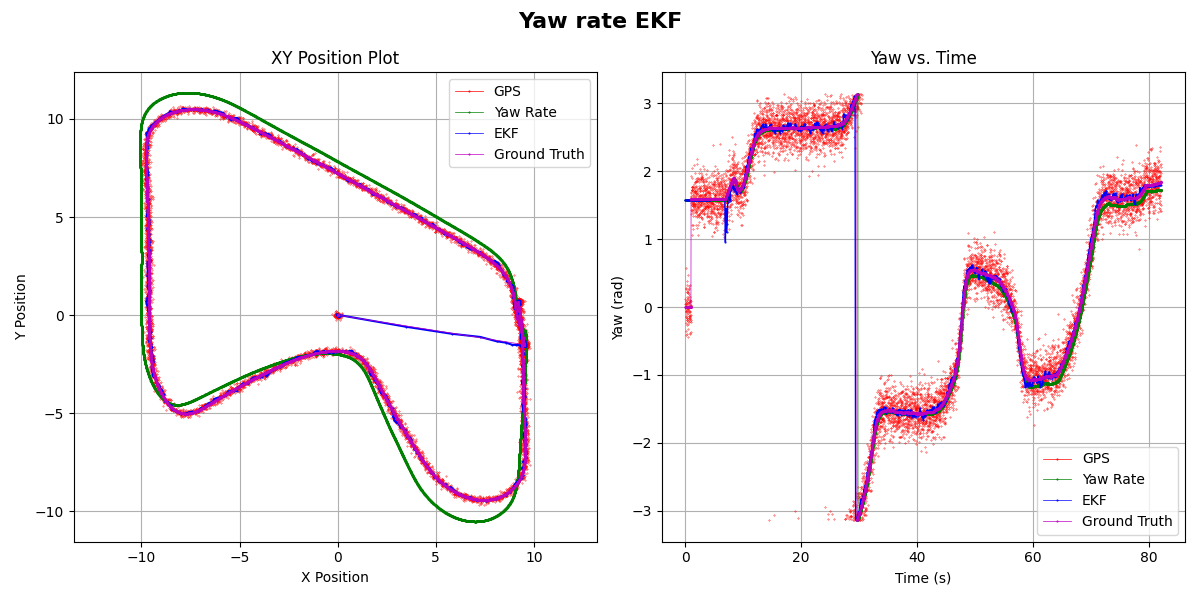 Yaw rate EKF
XY Position Plot
GPS
Yaw Rate
EKF
Ground Truth
10
5
0
−5
−10
Y Position
−10
−5
0
5
10
X Position
Yaw vs. Time
3
2
1
0
−1
−2
−3
Yaw (rad)
GPS
Yaw Rate
EKF
Ground Truth
0
20
40
60
80
Time (s)